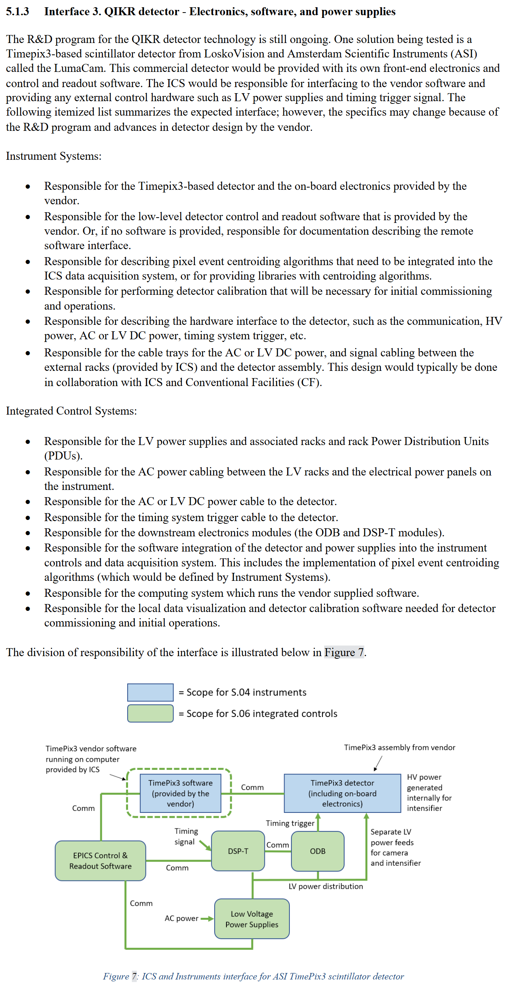 5.1.3 Interface 3. QIKR detector - Electronics, software, and power supplies
The R&D program for the QIKR detector technology is still ongoing. One solution being tested is a
Timepix3-based scintillator detector from LoskoVision and Amsterdam Scientific Instruments (ASI)
called the LumaCam. This commercial detector would be provided with its own front-end electronics and
control and readout software. The ICS would be responsible for interfacing to the vendor software and
providing any external control hardware such as LV power supplies and timing trigger signal. The
following itemized list summarizes the expected interface; however, the specifics may change because of
the R&D program and advances in detector design by the vendor.
Instrument Systems:
• Responsible for the Timepix3-based detector and the on-board electronics provided by the
vendor.
• Responsible for the low-level detector control and readout software that is provided by the
vendor. Or, if no software is provided, responsible for documentation describing the remote
software interface.
• Responsible for describing pixel event centroiding algorithms that need to be integrated into the
ICS data acquisition system, or for providing libraries with centroiding algorithms.
• Responsible for performing detector calibration that will be necessary for initial commissioning
and operations.
• Responsible for describing the hardware interface to the detector, such as the communication, HV
power, AC or LV DC power, timing system trigger, etc.
• Responsible for the cable trays for the AC or LV DC power, and signal cabling between the
external racks (provided by ICS) and the detector assembly. This design would typically be done
in collaboration with ICS and Conventional Facilities (CF).
Integrated Control Systems:
• Responsible for the LV power supplies and associated racks and rack Power Distribution Units
(PDUs).
• Responsible for the AC power cabling between the LV racks and the electrical power panels on
the instrument.
• Responsible for the AC or LV DC power cable to the detector.
• Responsible for the timing system trigger cable to the detector.
• Responsible for the downstream electronics modules (the ODB and DSP-T modules).
• Responsible for the software integration of the detector and power supplies into the instrument
controls and data acquisition system. This includes the implementation of pixel event centroiding
algorithms (which would be defined by Instrument Systems).
• Responsible for the computing system which runs the vendor supplied software.
• Responsible for the local data visualization and detector calibration software needed for detector
commissioning and initial operations.
The division of responsibility of the interface is illustrated below in Figure 7.
= Scope for S.04 instruments
= Scope for S.06 integrated controls
TimePix3 vendor software
running on computer
provided by ICS
TimePix3 assembly from vendor
TimePix3 software
(provided by the
vendor)
Comm
TimePix3 detector
(including on-board
electronics)
HV power
generated
internally for
intensifier
Comm
Timing trigger
Timing
signal
DSP-T
Comm
ODB
Separate LV
power feeds
for camera
and intensifier
EPICS Control &
Readout Software
Comm
LV power distribution
Comm
AC power
Low Voltage
Power Supplies
Figure 7: ICS and Instruments interface for ASI TimePix3 scintillator detector